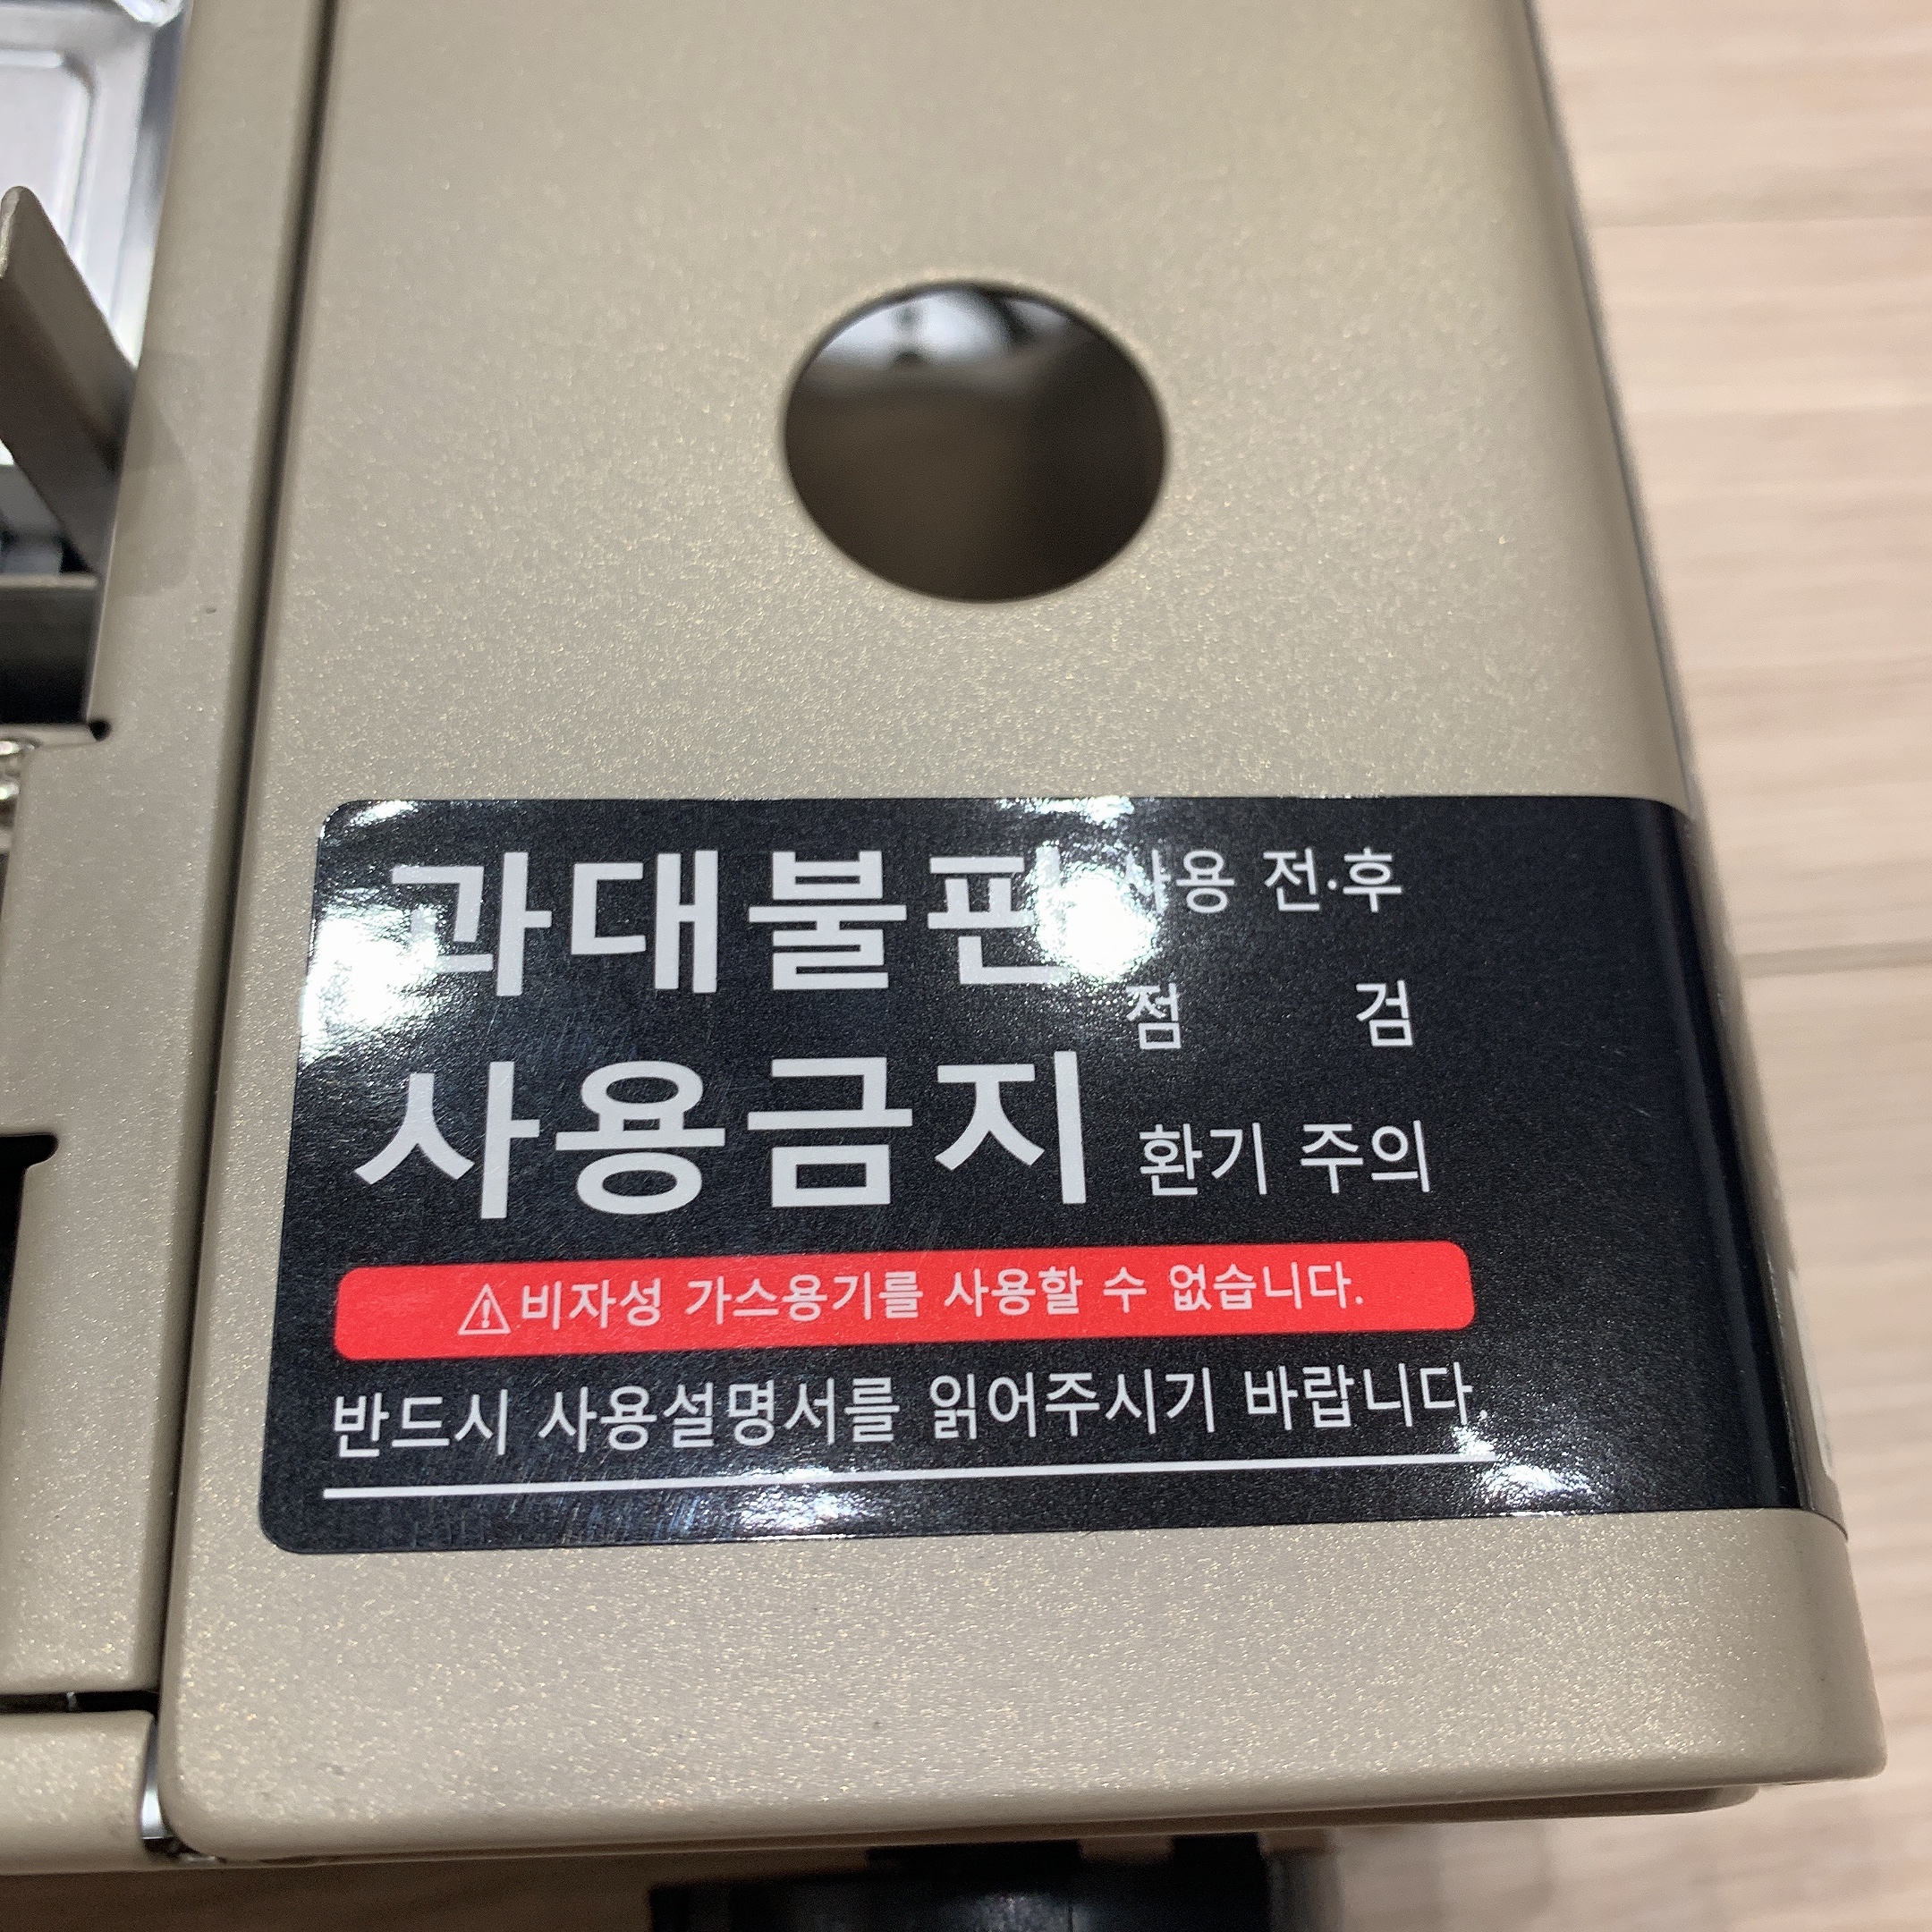 과대불판
사용금지
사용 전·후
점 검
환기 주의
⚠비자성 가스용기를 사용할 수 없습니다.
반드시 사용설명서를 읽어주시기 바랍니다.